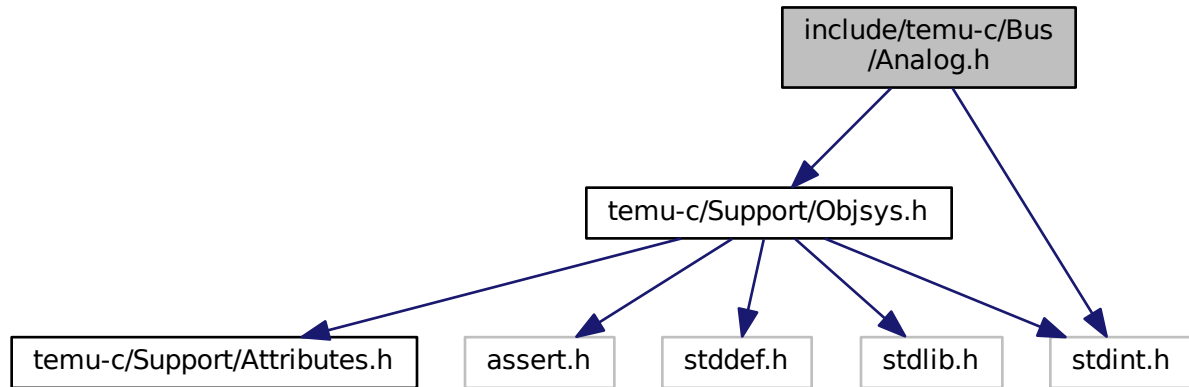 include/temu-c/Bus
/Analog.h
temu-c/Support/Objsys.h
temu-c/Support/Attributes.h
assert.h
stddef.h
stdlib.h
stdint.h